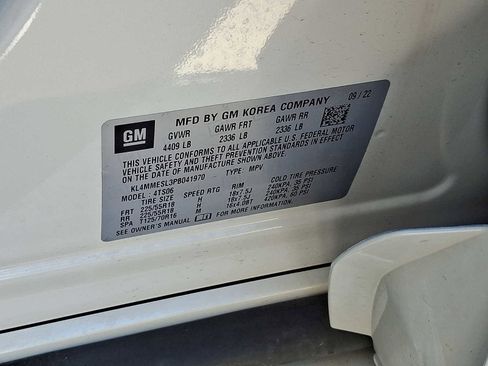 GM
MFD BY GM KOREA COMPANY 09/22
GVWR GAWR FRT GAWR RR
4409 LB 2336 LB 2336 LB
THIS VEHICLE CONFORMS TO ALL APPLICABLE U.S. FEDERAL MOTOR
VEHICLE SAFETY, BUMPER, AND THEFT PREVENTION STANDARDS IN EFFECT
ON THE DATE OF MANUFACTURE SHOWN ABOVE.
KL4MMESL3PB041970 TYPE: MPV
MODEL: 4TS06
TIRE SIZE SPEED RTG RIM COLD TIRE PRESSURE
FRT 225/55R18 H 18x7.5J 240KPA, 35 PSI
RR 225/55R18 H 18x7.5J 240KPA, 35 PSI
SPA T125/70R16 M 16x4.0BT 420KPA, 60 PSI
SEE OWNER'S MANUAL